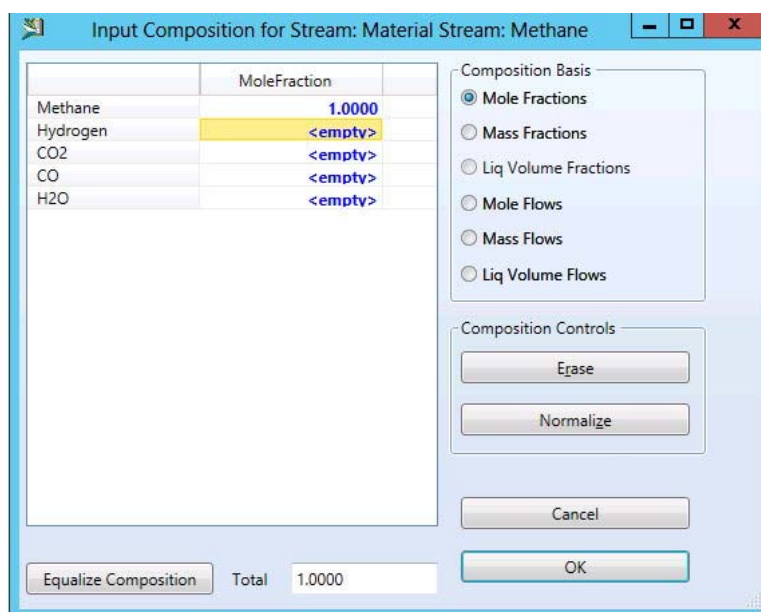 Input Composition for Stream: Material Stream: Methane
MoleFraction
Methane 1.0000
Hydrogen <empty>
CO2 <empty>
CO <empty>
H2O <empty>
Composition Basis
Mole Fractions
Mass Fractions
Liq Volume Fractions
Mole Flows
Mass Flows
Liq Volume Flows
Composition Controls
Erase
Normalize
Cancel
OK
Equalize Composition Total 1.0000